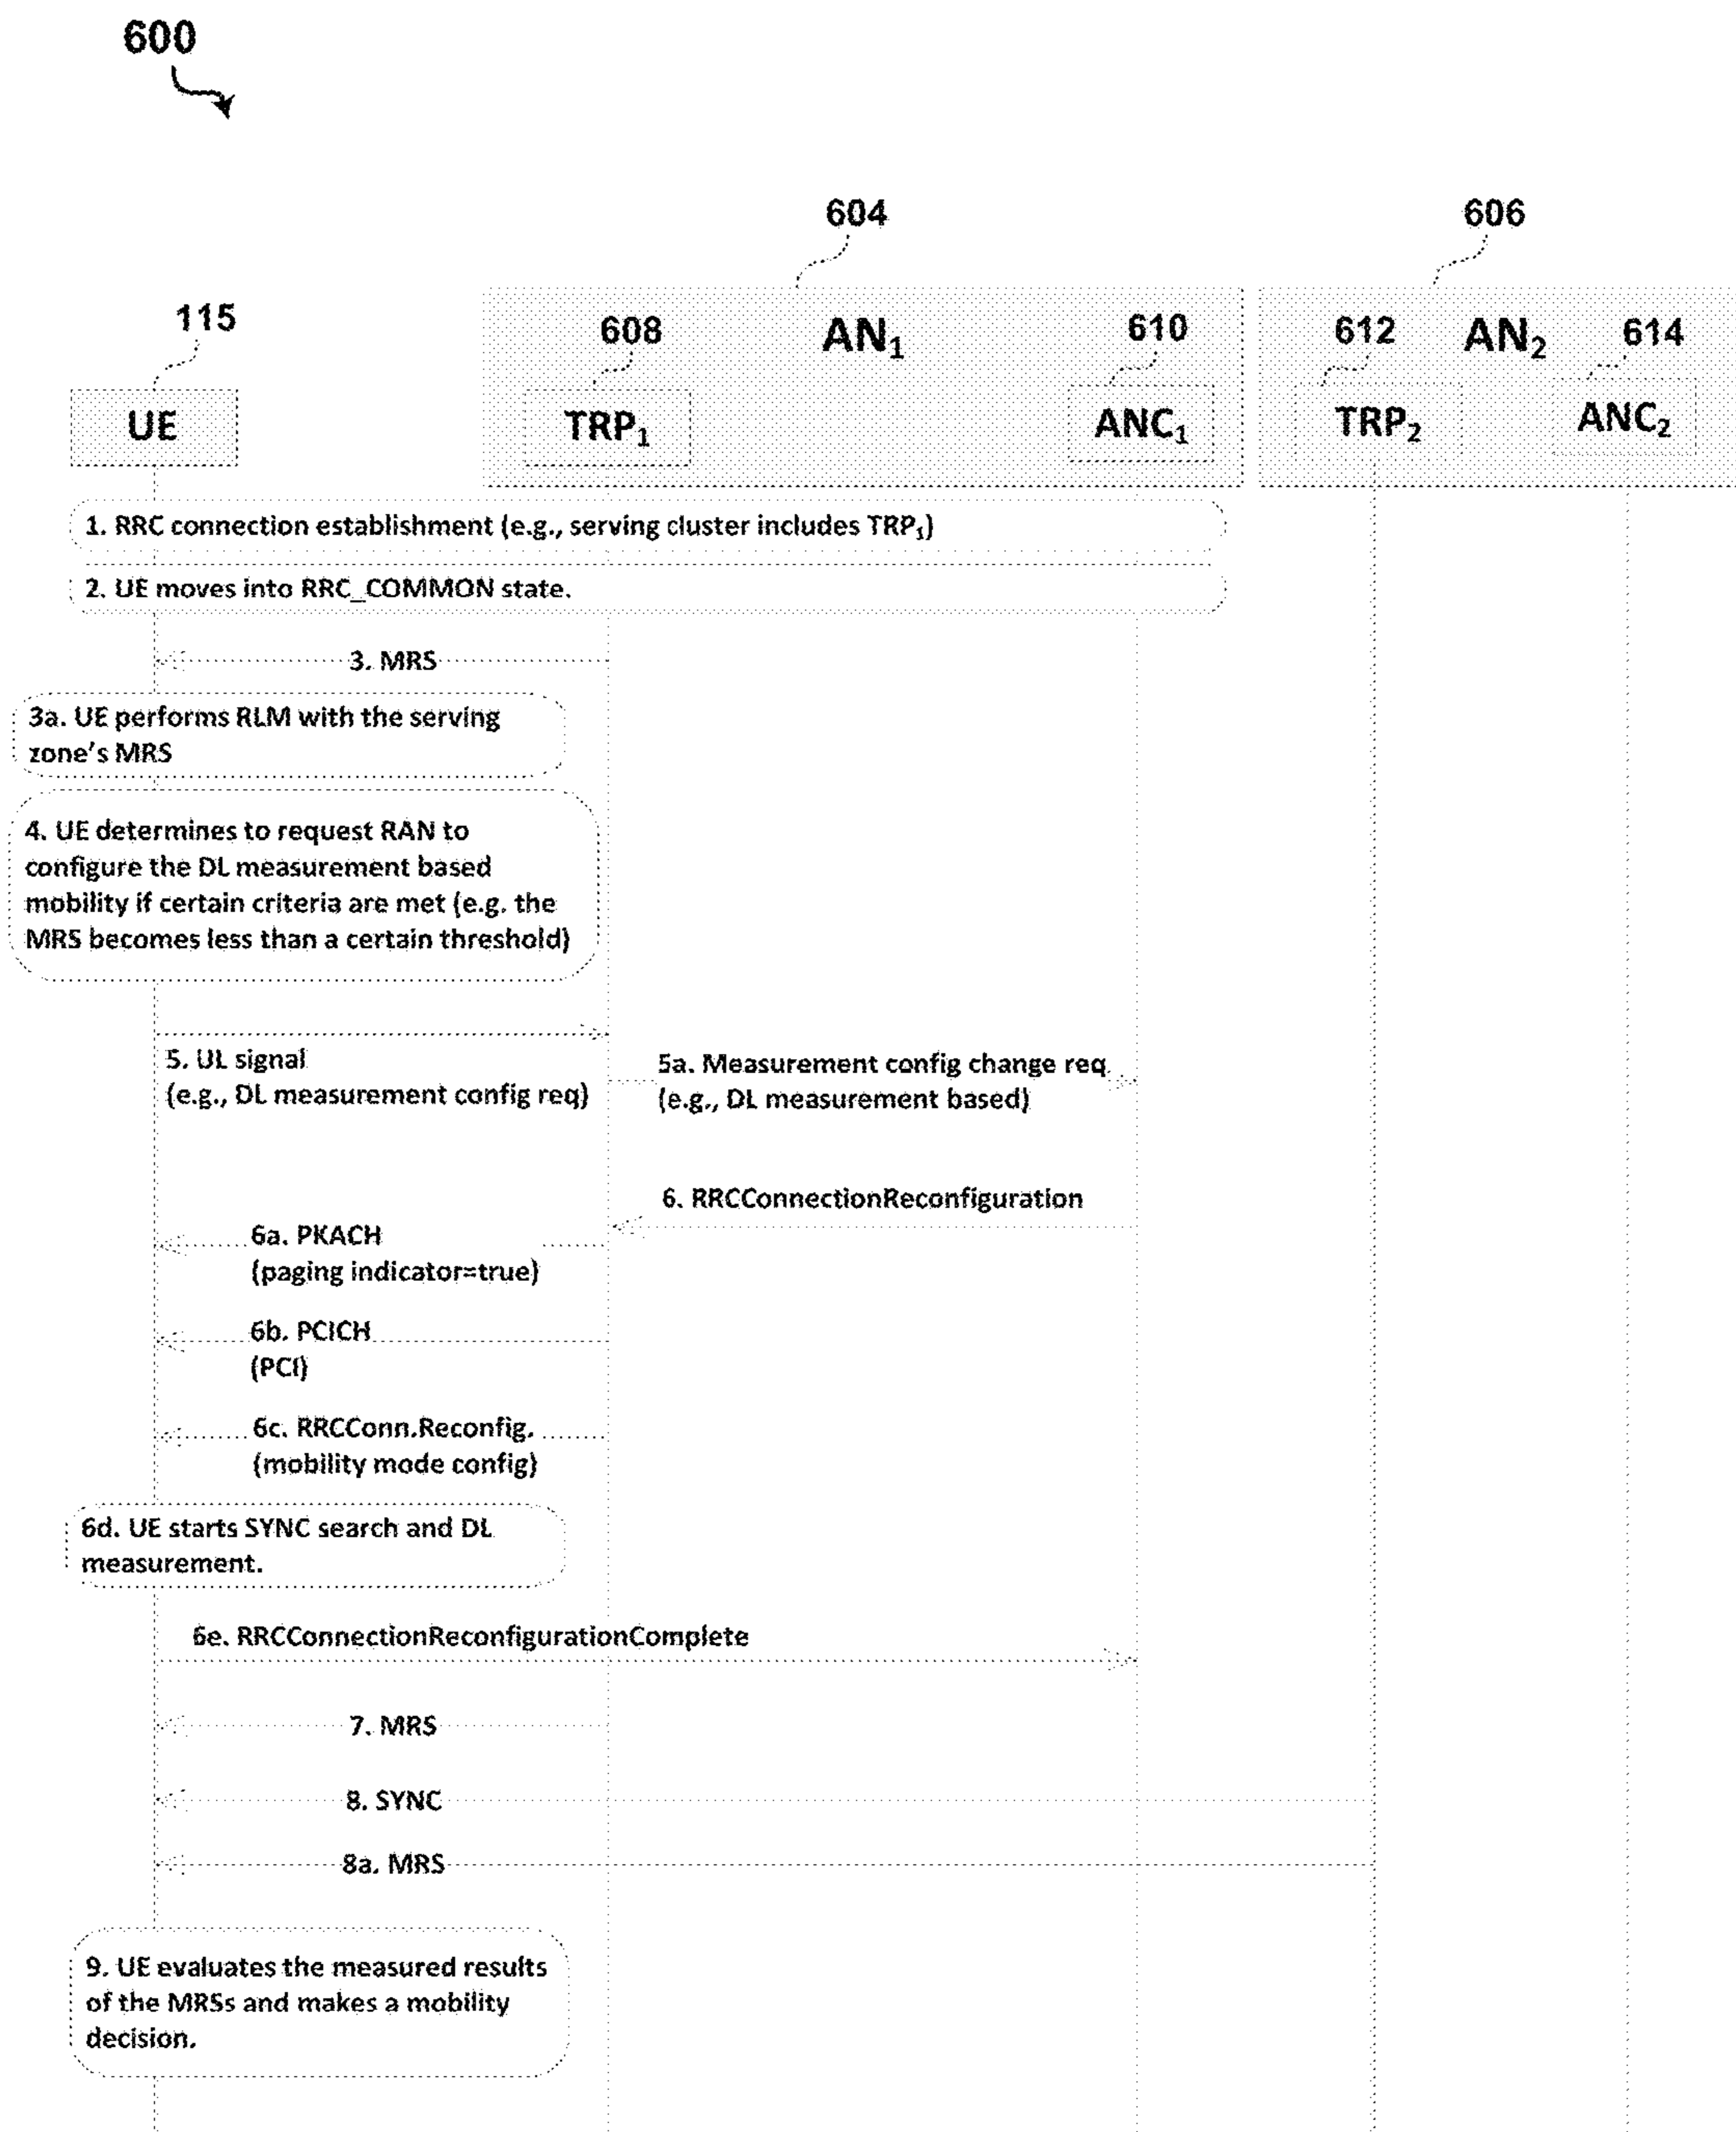 600
604
606
115
608
AN₁
610
612
AN₂
614
UE
TRP₁
ANC₁
TRP₂
ANC₂
1. RRC connection establishment (e.g., serving cluster includes TRP₁)
2. UE moves into RRC_COMMON state.
3. MRS
3a. UE performs RLM with the serving
zone's MRS
4. UE determines to request RAN to
configure the DL measurement based
mobility if certain criteria are met (e.g. the
MRS becomes less than a certain threshold)
5. UL signal
(e.g., DL measurement config req)
5a. Measurement config change req.
(e.g., DL measurement based)
6. RRCConnectionReconfiguration
6a. PKACH
(paging indicator=true)
6b. PCICH
(PCI)
6c. RRCConn.Reconfig.
(mobility mode config)
6d. UE starts SYNC search and DL
measurement.
6e. RRCConnectionReconfigurationComplete
7. MRS
8. SYNC
8a. MRS
9. UE evaluates the measured results
of the MRSs and makes a mobility
decision.